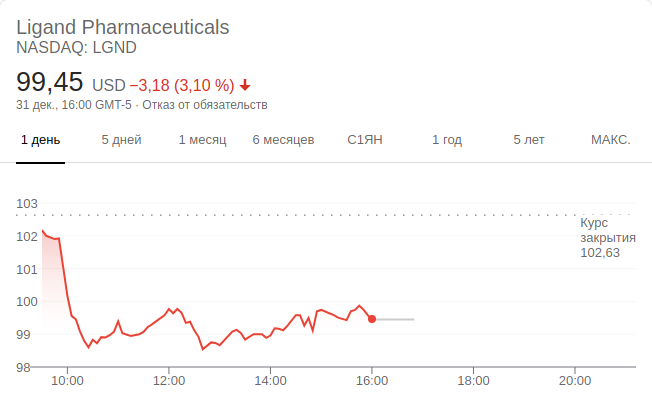 Ligand Pharmaceuticals
NASDAQ: LGND
99,45 USD −3,18 (3,10 %)
31 дек., 16:00 GMT-5 · Отказ от обязательств
1 день 5 дней 1 месяц 6 месяцев С1ЯН 1 год 5 лет МАКС.
103
Курс
закрытия
102,63
102
101
100
99
98
10:00 12:00 14:00 16:00 18:00 20:00